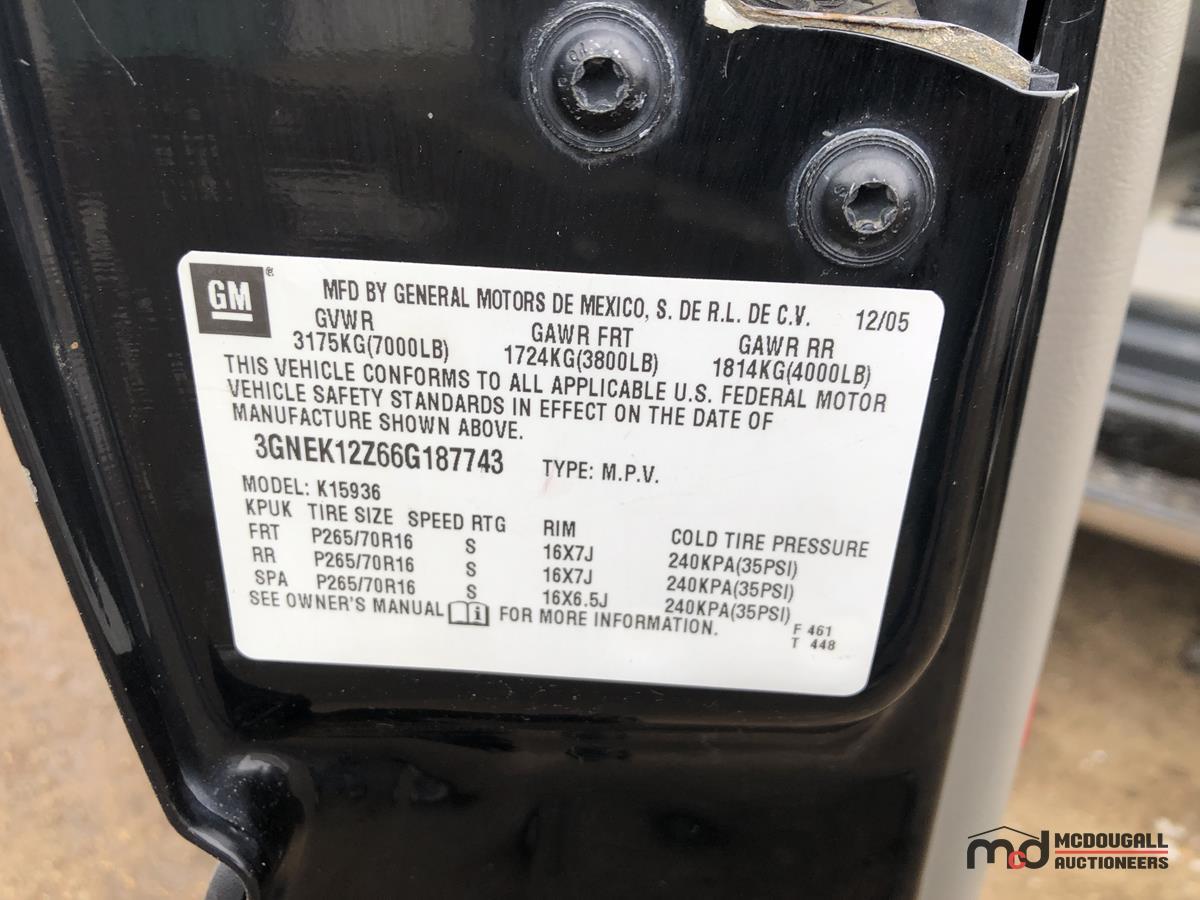 GM ® MFD BY GENERAL MOTORS DE MEXICO, S. DE R.L. DE C.V. 12/05
GVWR GAWR FRT GAWR RR
3175KG(7000LB) 1724KG(3800LB) 1814KG(4000LB)
THIS VEHICLE CONFORMS TO ALL APPLICABLE U.S. FEDERAL MOTOR
VEHICLE SAFETY STANDARDS IN EFFECT ON THE DATE OF
MANUFACTURE SHOWN ABOVE.
3GNEK12Z66G187743 TYPE: M.P.V.
MODEL: K15936
KPUK TIRE SIZE SPEED RTG RIM COLD TIRE PRESSURE
FRT P265/70R16 S 16X7J 240KPA(35PSI)
RR P265/70R16 S 16X7J 240KPA(35PSI)
SPA P265/70R16 S 16X6.5J 240KPA(35PSI)
SEE OWNER'S MANUAL FOR MORE INFORMATION.
F 461
T 448
mcd MCDOUGALL
AUCTIONEERS